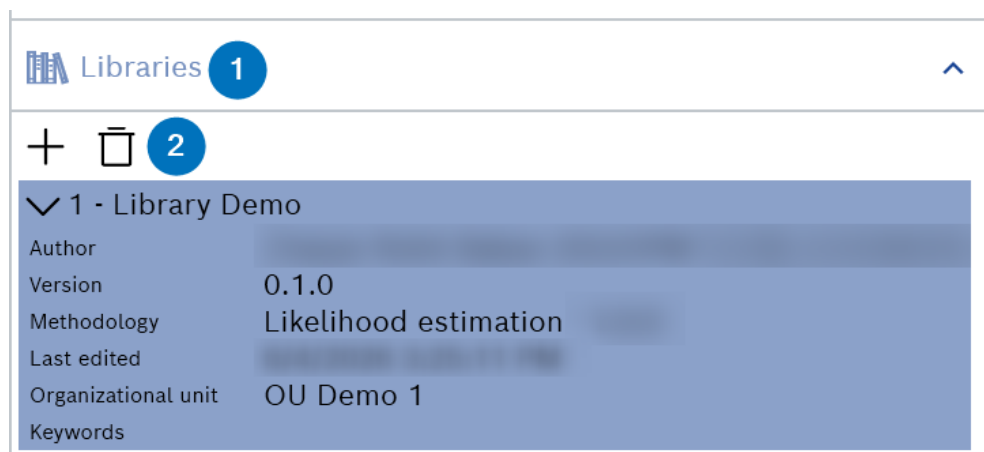 Libraries 1
2
1 - Library Demo
Author
Version 0.1.0
Methodology Likelihood estimation
Last edited
Organizational unit OU Demo 1
Keywords